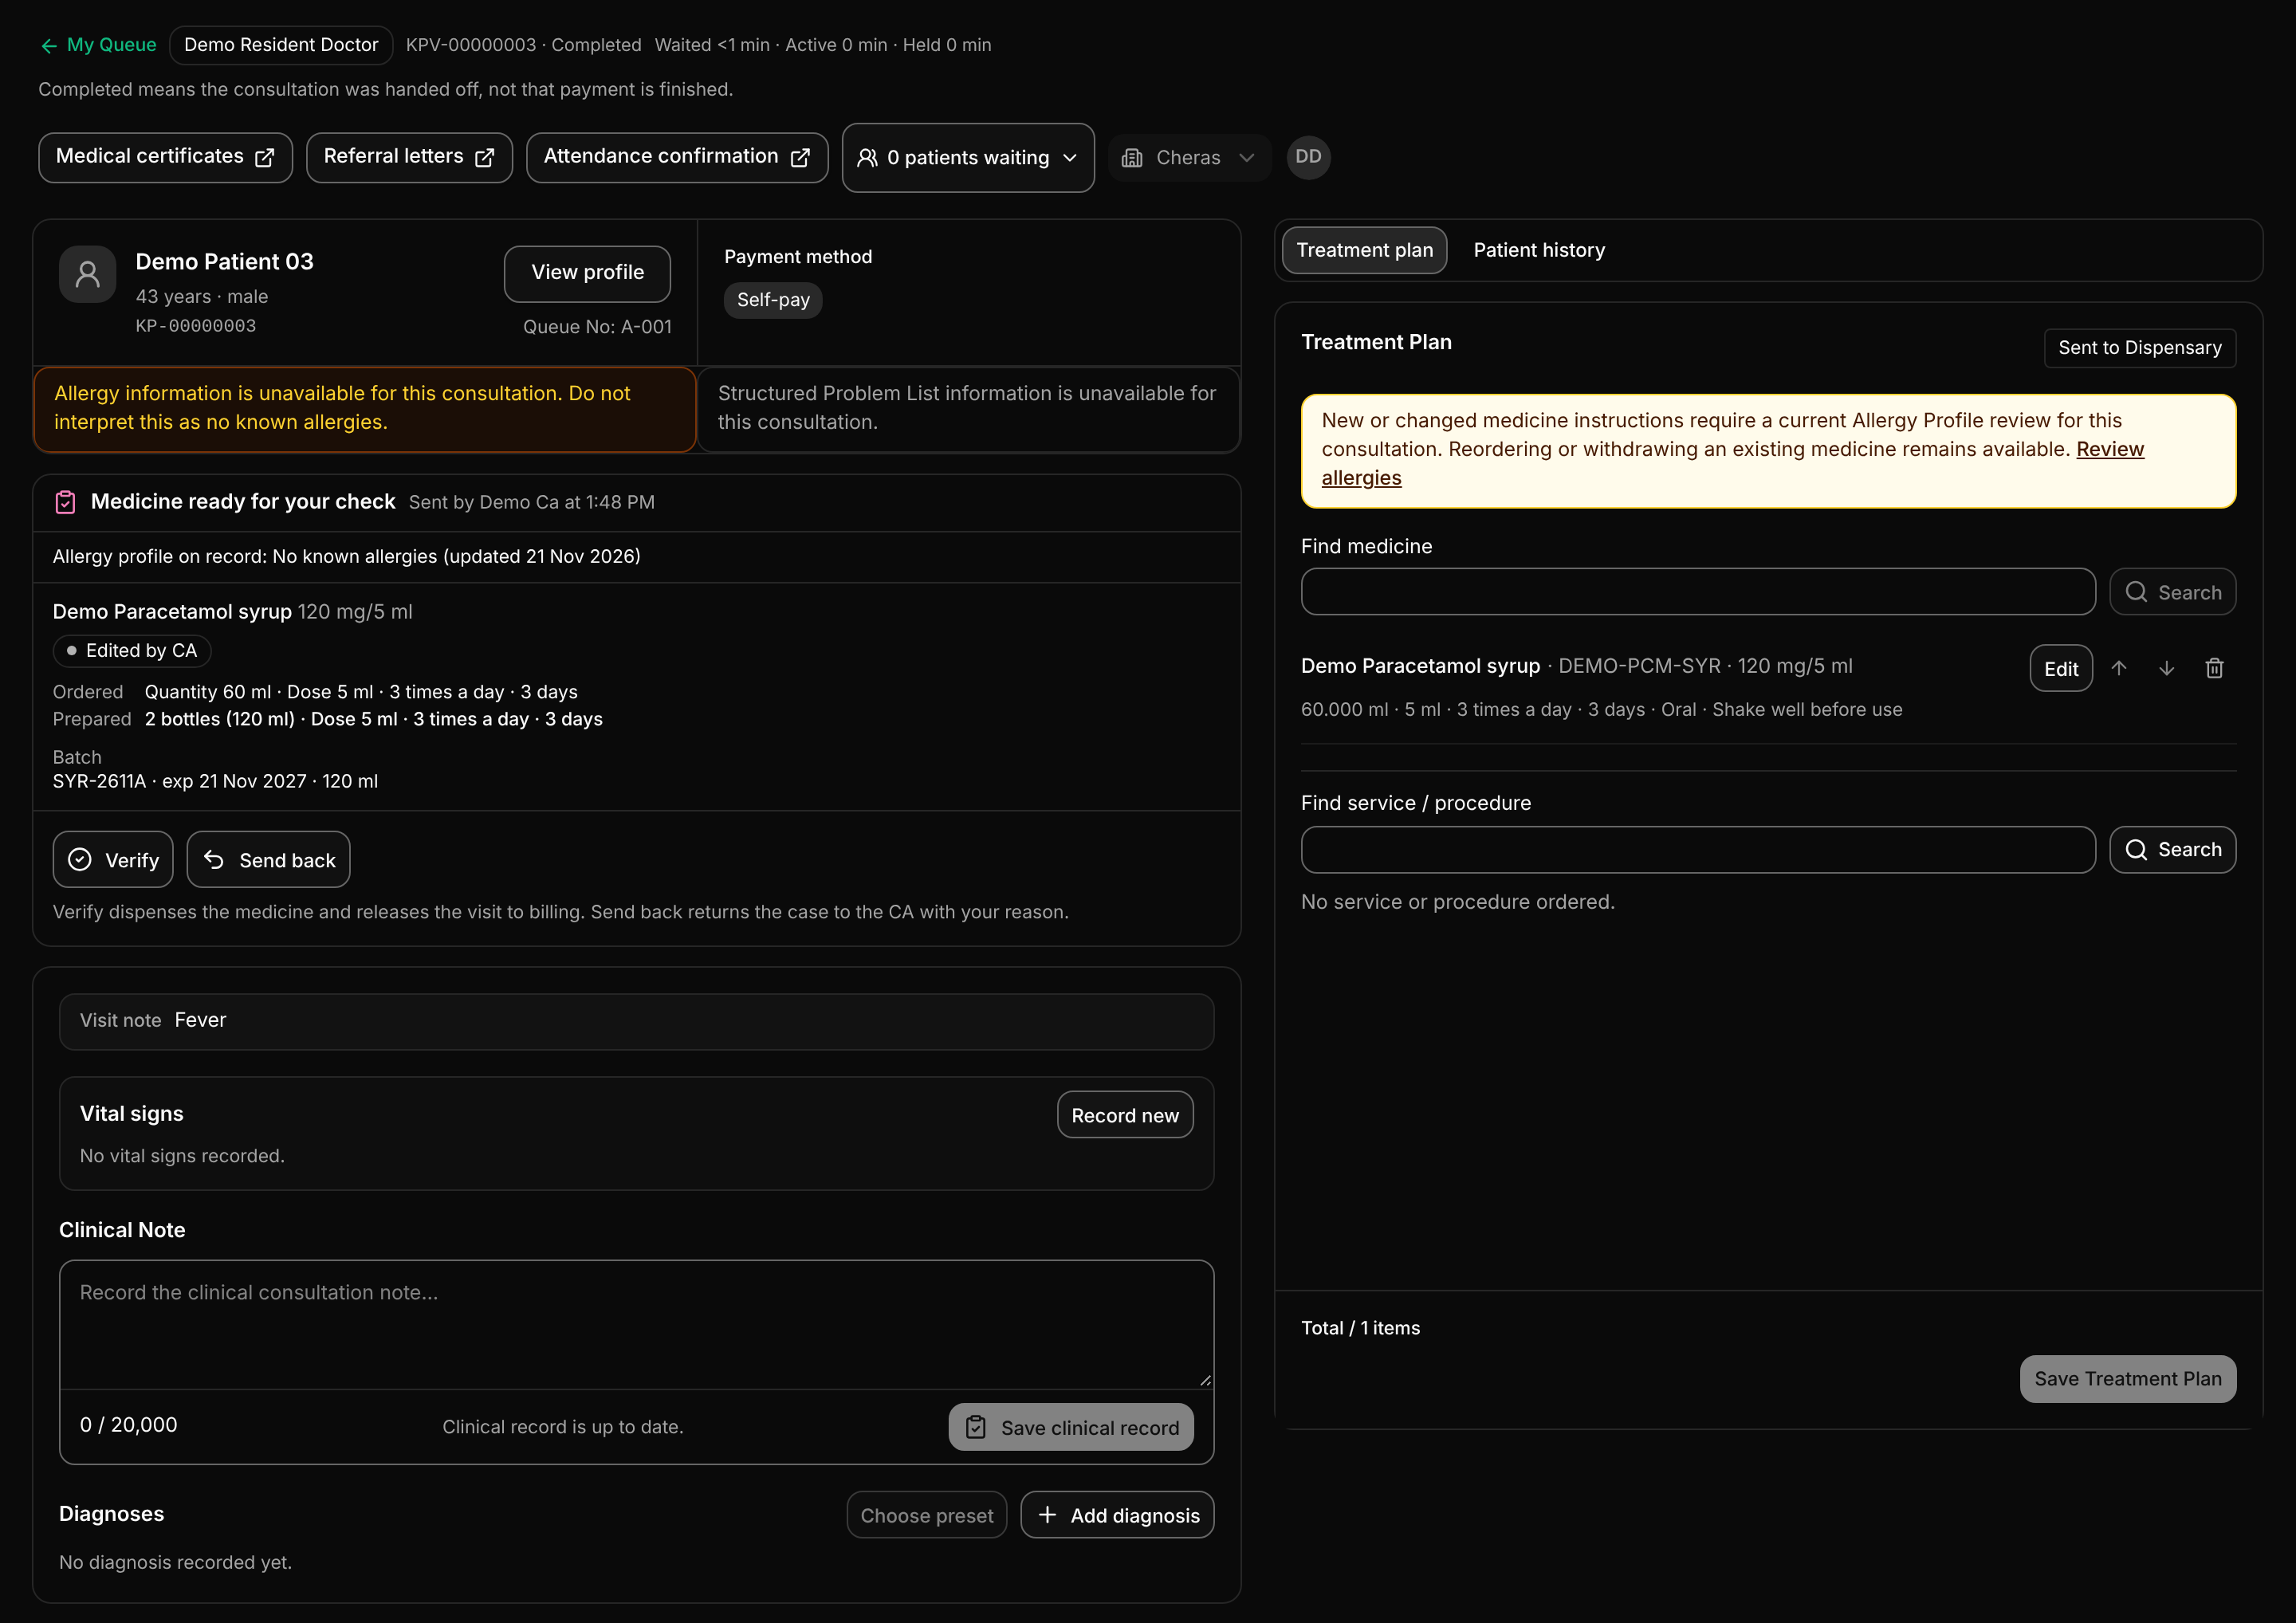 My Queue
Demo Resident Doctor
KPV-00000003 · Completed Waited <1 min · Active 0 min · Held 0 min
Completed means the consultation was handed off, not that payment is finished.
Medical certificates
Referral letters
Attendance confirmation
0 patients waiting
Cheras
DD
Demo Patient 03
43 years · male
KP-00000003
View profile
Queue No: A-001
Payment method
Self-pay
Allergy information is unavailable for this consultation. Do not
interpret this as no known allergies.
Structured Problem List information is unavailable for
this consultation.
Medicine ready for your check Sent by Demo Ca at 1:48 PM
Allergy profile on record: No known allergies (updated 21 Nov 2026)
Demo Paracetamol syrup 120 mg/5 ml
Edited by CA
Ordered Quantity 60 ml · Dose 5 ml · 3 times a day · 3 days
Prepared 2 bottles (120 ml) · Dose 5 ml · 3 times a day · 3 days
Batch
SYR-2611A · exp 21 Nov 2027 · 120 ml
Verify
Send back
Verify dispenses the medicine and releases the visit to billing. Send back returns the case to the CA with your reason.
Visit note Fever
Vital signs
Record new
No vital signs recorded.
Clinical Note
Record the clinical consultation note...
0 / 20,000
Clinical record is up to date.
Save clinical record
Diagnoses
Choose preset
Add diagnosis
No diagnosis recorded yet.
Treatment plan
Patient history
Treatment Plan
Sent to Dispensary
New or changed medicine instructions require a current Allergy Profile review for this
consultation. Reordering or withdrawing an existing medicine remains available. Review
allergies
Find medicine
Search
Demo Paracetamol syrup · DEMO-PCM-SYR · 120 mg/5 ml
Edit
60.000 ml · 5 ml · 3 times a day · 3 days · Oral · Shake well before use
Find service / procedure
Search
No service or procedure ordered.
Total / 1 items
Save Treatment Plan